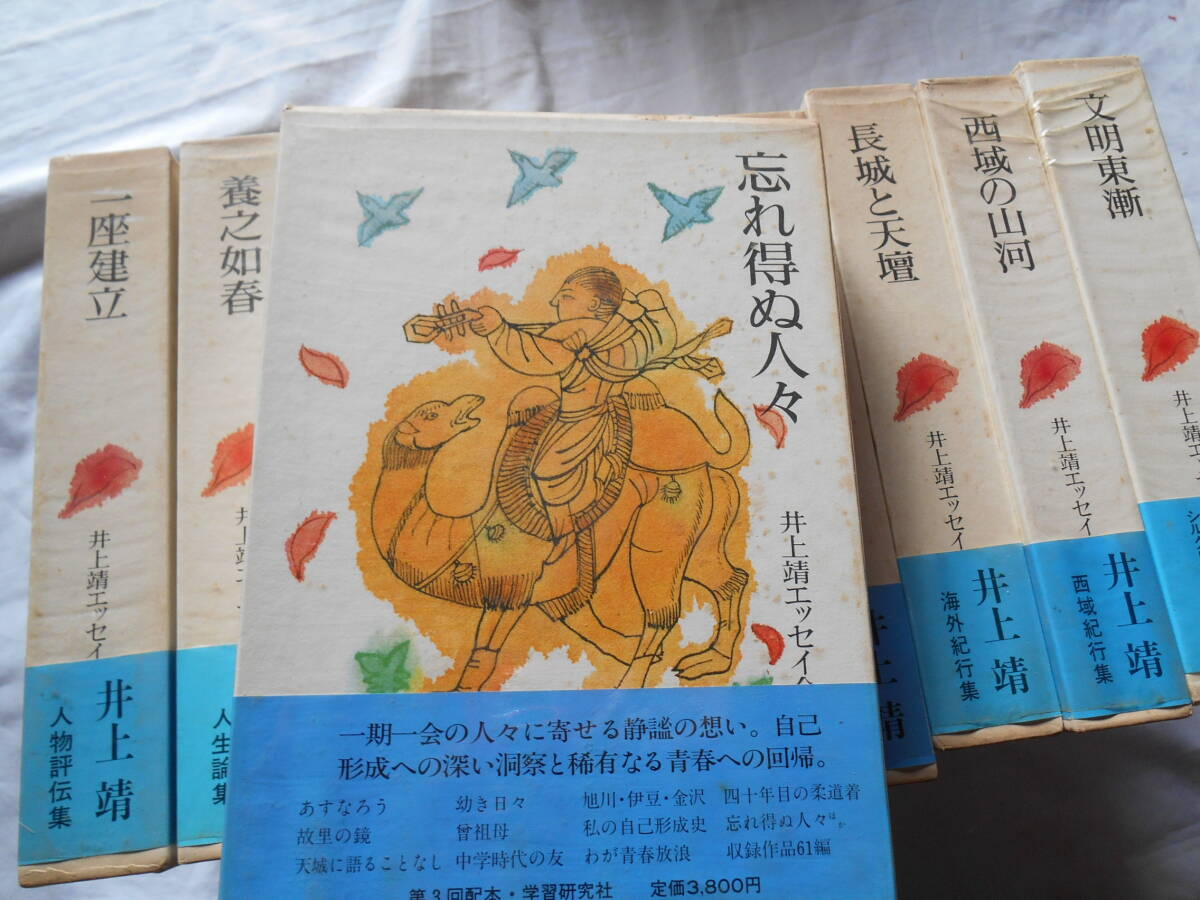 一座建立
井上靖エッセイ
井上 靖
人物評伝集
養之如春
井上靖
人生論集
忘れ得ぬ人々
井上靖エッセイ
一期一会の人々に寄せる静謐の想い。自己
形成への深い洞察と稀有なる青春への回帰。
あすなろう 幼き日々 旭川・伊豆・金沢 四十年目の柔道着
故里の鏡 曾祖母 私の自己形成史 忘れ得ぬ人々ほか
天城に語ることなし 中学時代の友 わが青春放浪 収録作品61編
第3回配本・学習研究社 定価3,800円
井上 靖
長城と天壇
井上靖エッセイ
井上 靖
海外紀行集
西域の山河
井上靖エッセイ
井上 靖
西域紀行集
文明東漸
井上靖エ